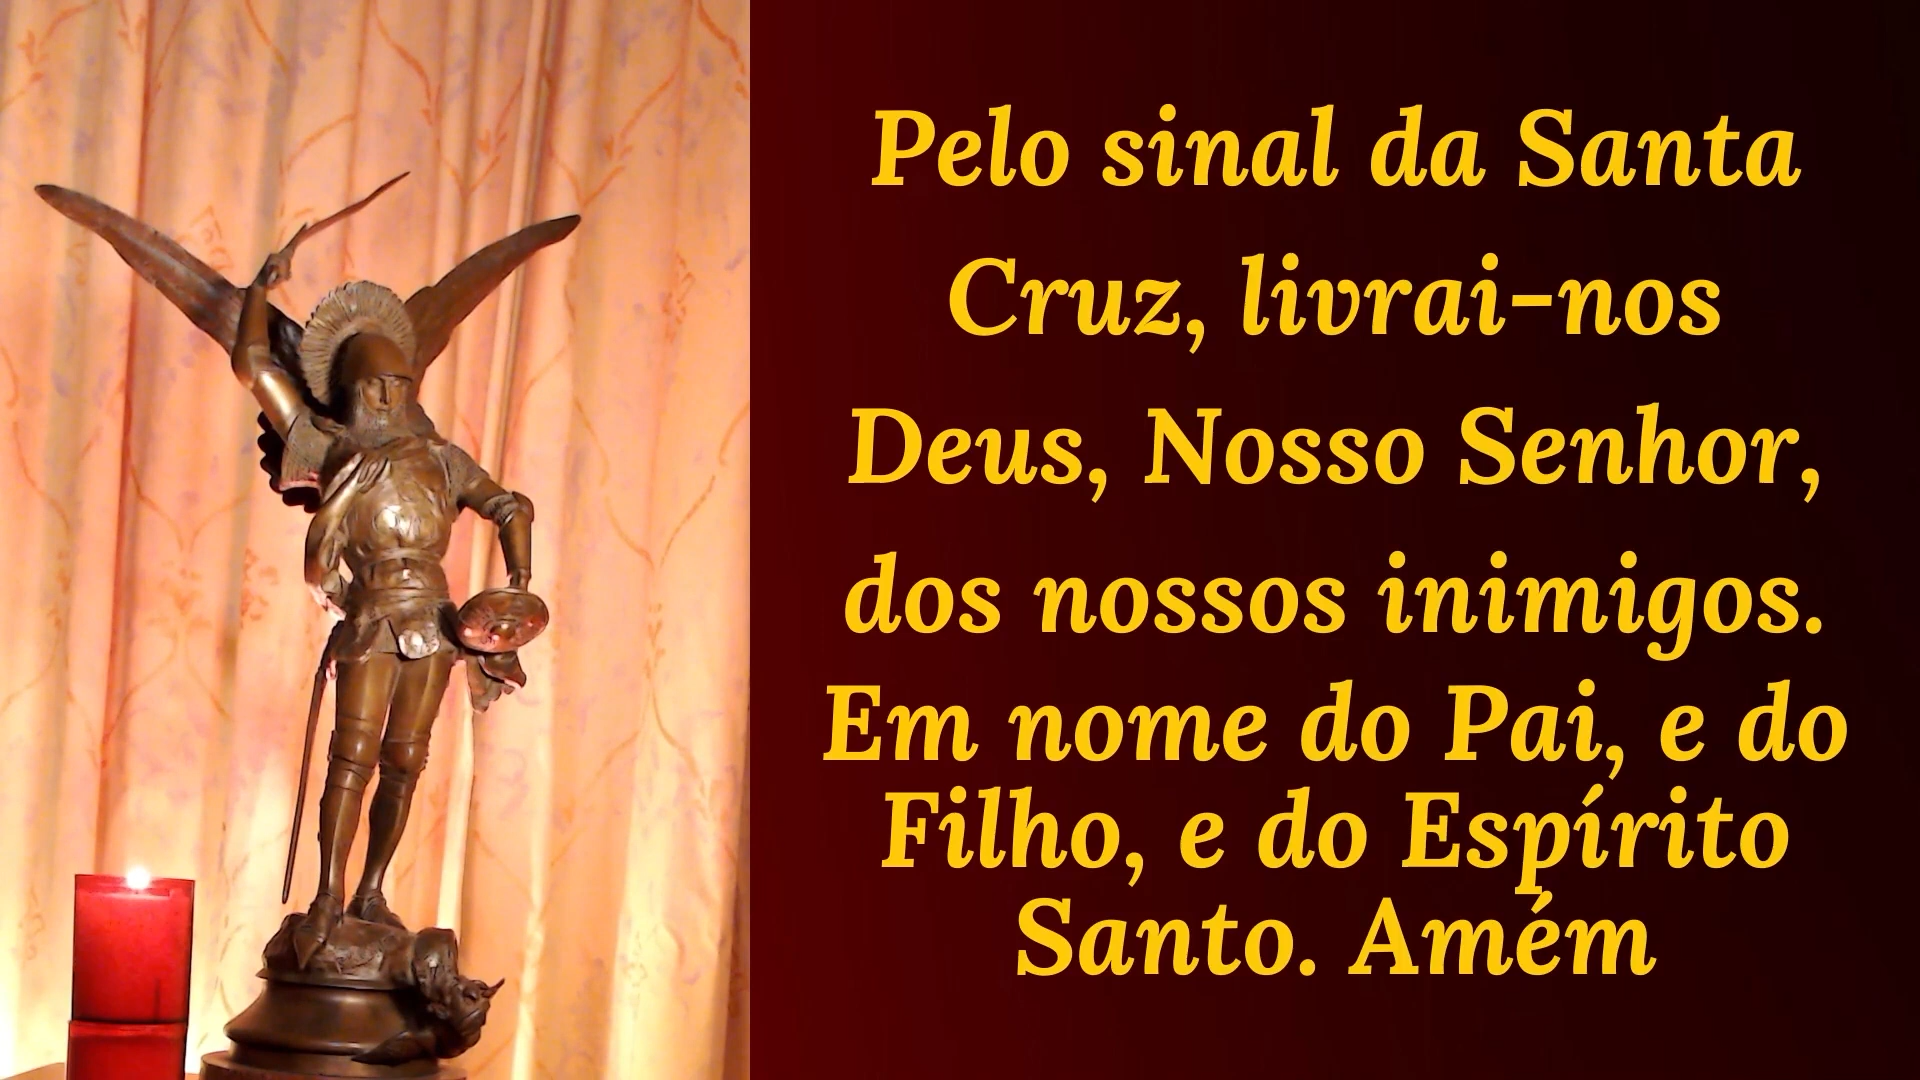 Pelo sinal da Santa
Cruz, livrai-nos
Deus, Nosso Senhor,
dos nossos inimigos.
Em nome do Pai, e do
Filho, e do Espírito
Santo. Amém